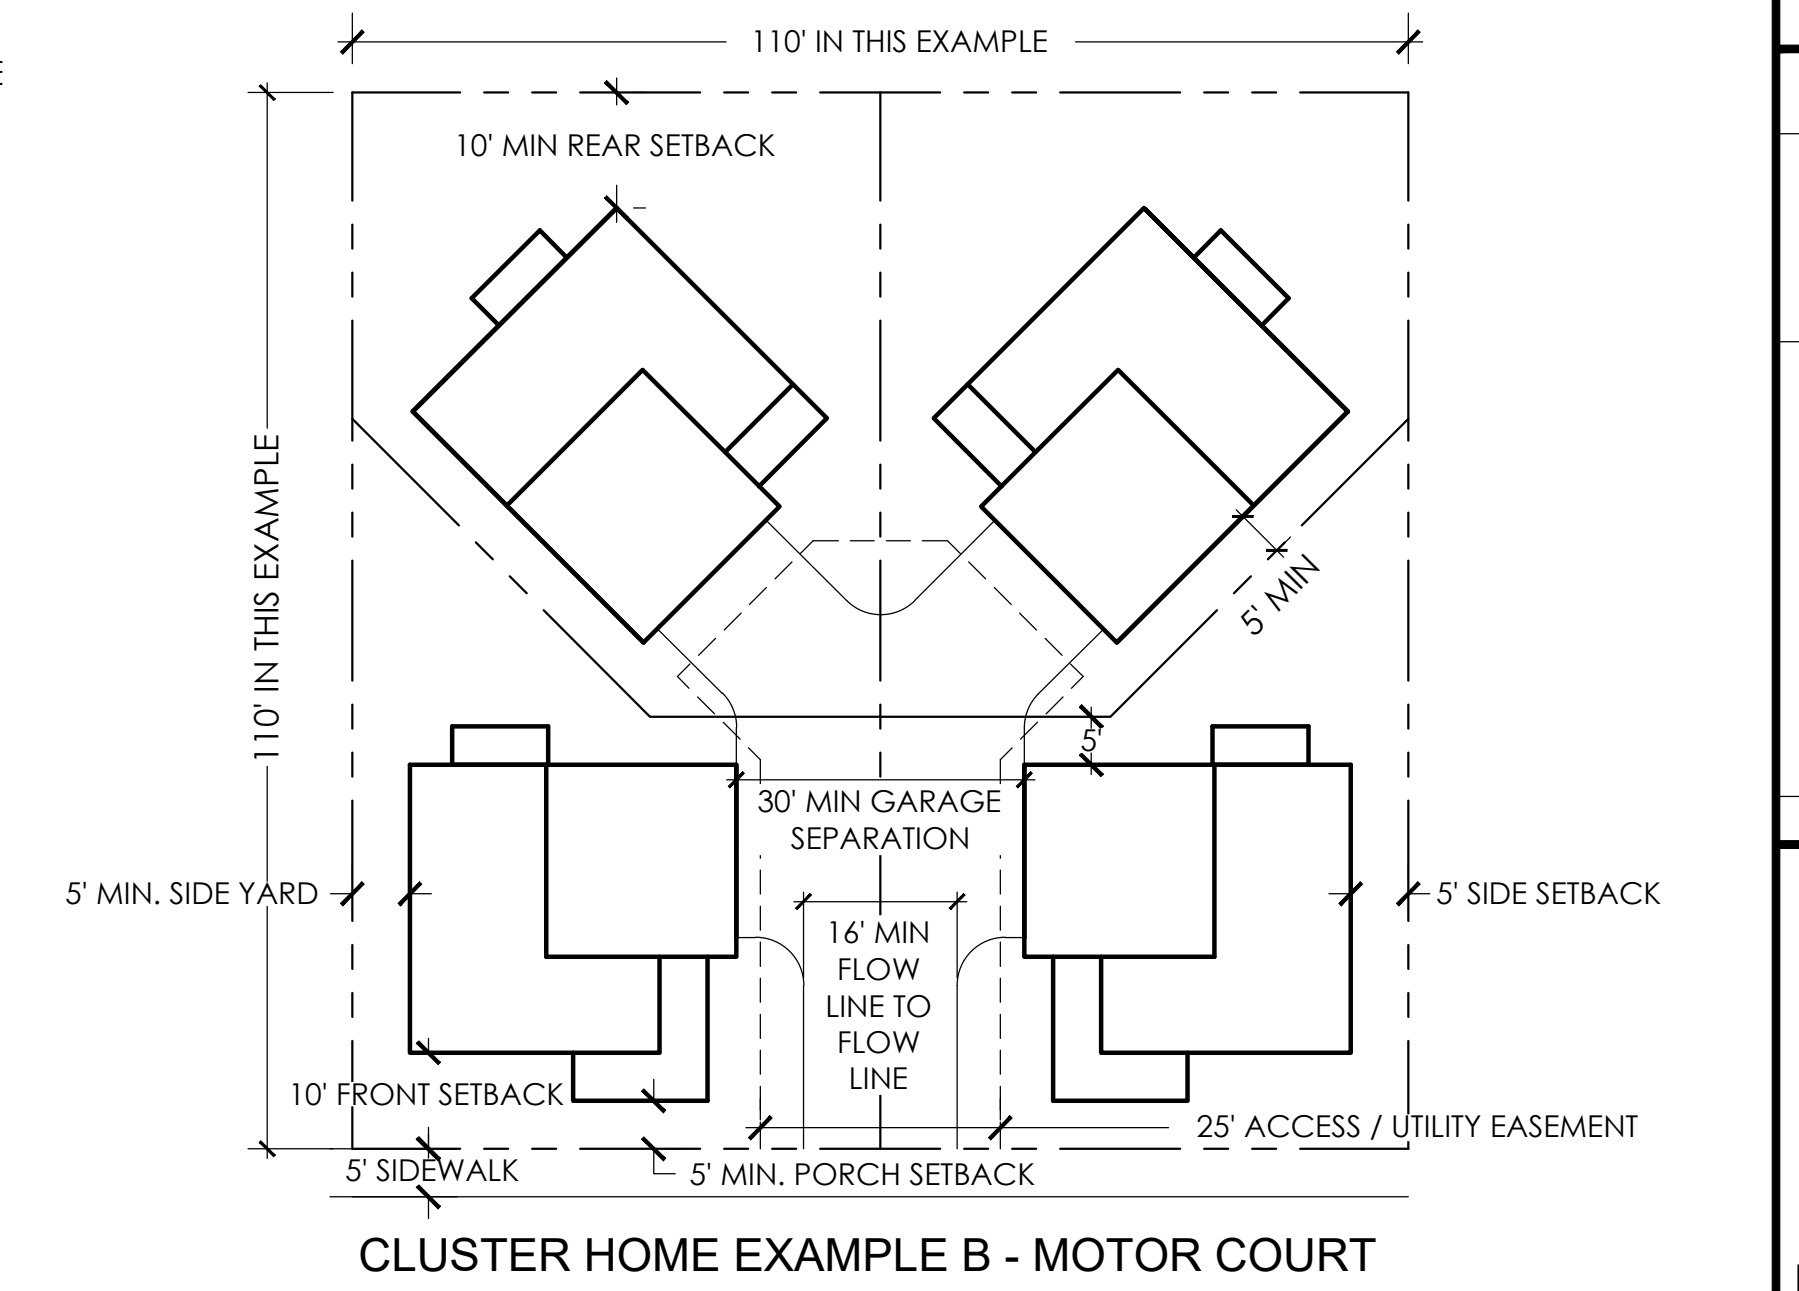 110' IN THIS EXAMPLE
10' MIN REAR SETBACK
110' IN THIS EXAMPLE
5' MIN
5'
30' MIN GARAGE
SEPARATION
5' MIN. SIDE YARD
5' SIDE SETBACK
16' MIN
FLOW
LINE TO
FLOW
LINE
10' FRONT SETBACK
25' ACCESS / UTILITY EASEMENT
5' SIDEWALK
5' MIN. PORCH SETBACK
CLUSTER HOME EXAMPLE B - MOTOR COURT